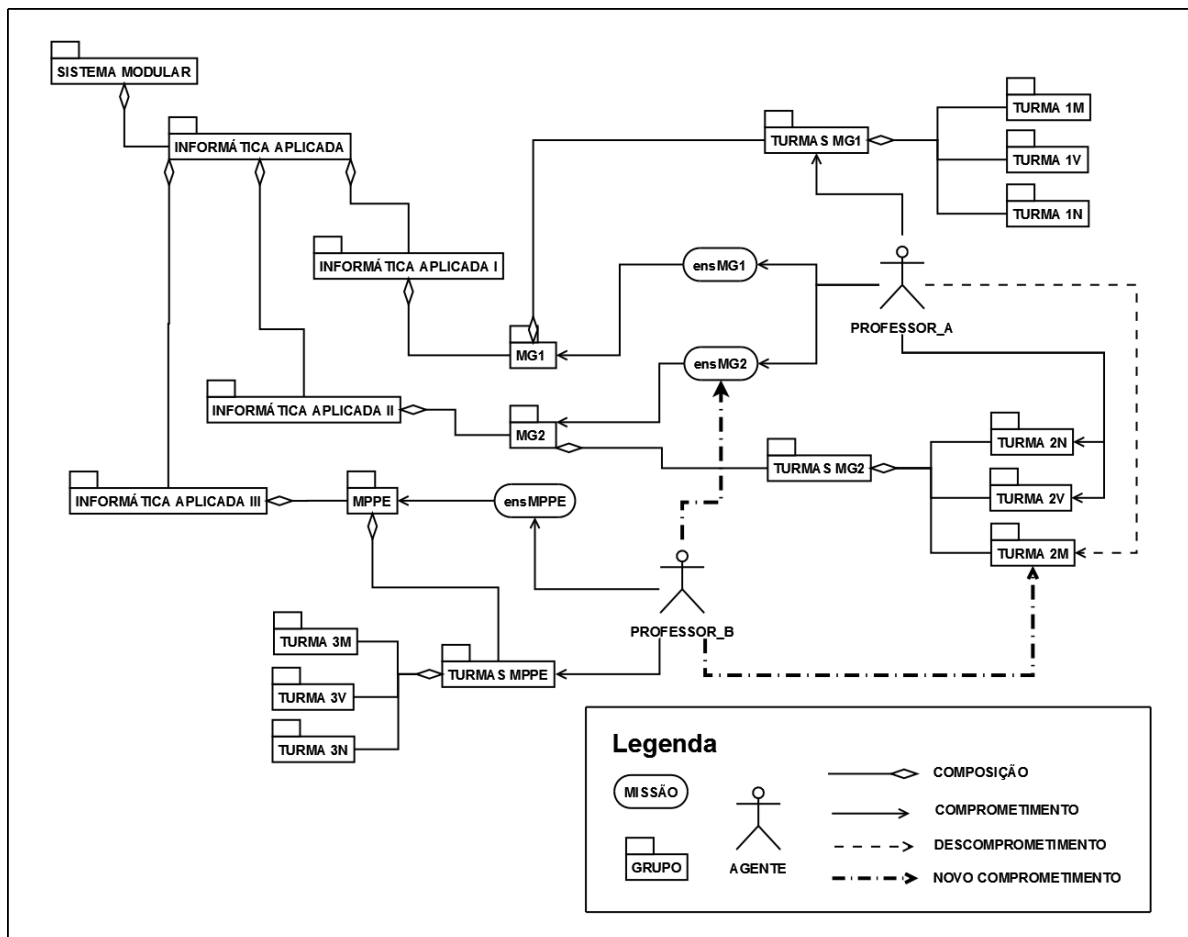 SISTEMA MODULAR
INFORMÁTICA APLICADA
TURMAS MG1
TURMA 1M
TURMA 1V
TURMA 1N
INFORMÁTICA APLICADA I
ensMG1
PROFESSOR_A
MG1
ensMG2
INFORMÁTICA APLICADA II
MG2
TURMAS MG2
TURMA 2N
TURMA 2V
TURMA 2M
INFORMÁTICA APLICADA III
MPPE
ensMPPE
PROFESSOR_B
TURMA 3M
TURMA 3V
TURMA 3N
TURMAS MPPE
Legenda
MISSÃO
GRUPO
AGENTE
COMPOSIÇÃO
COMPROMETIMENTO
DESCOMPROMETIMENTO
NOVO COMPROMETIMENTO